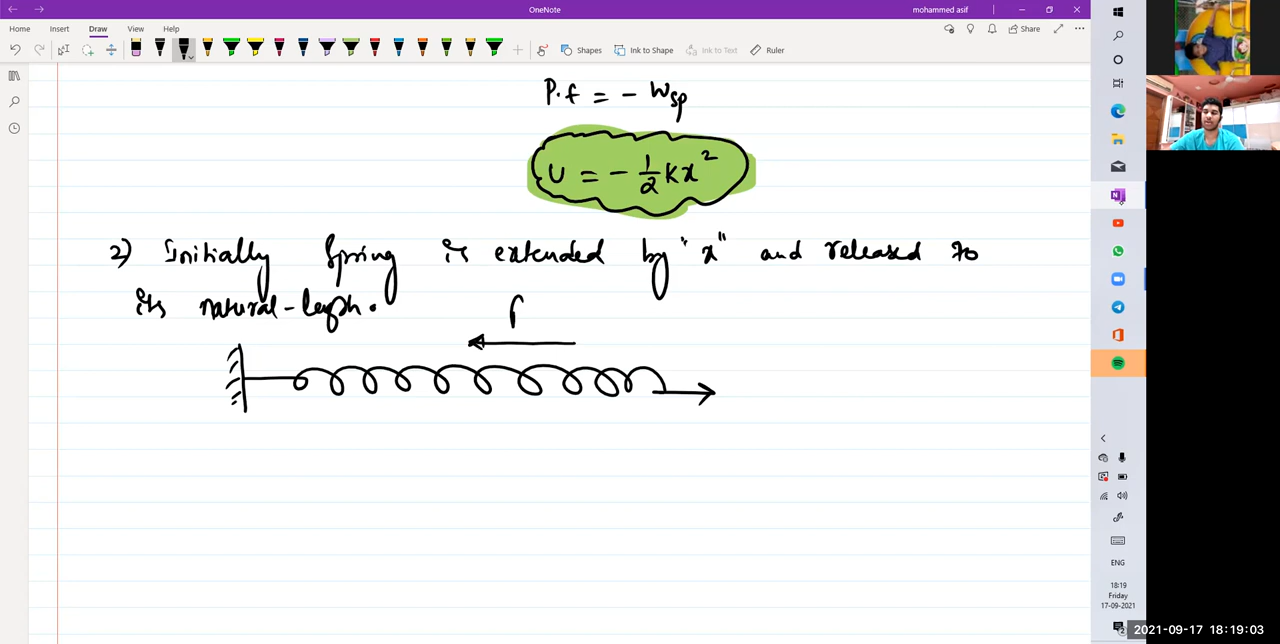 OneNote
mohammed asif
Home Insert Draw View Help
Share
Shapes
Ink to Shape
Ink to Text
Ruler
P.f = - Wsp
U = - 1/2 Kx²
2) Initially Spring is extended by "x" and released to
its natural-length.
ENG
18:19
Friday
17-09-2021
2021-09-17 18:19:03